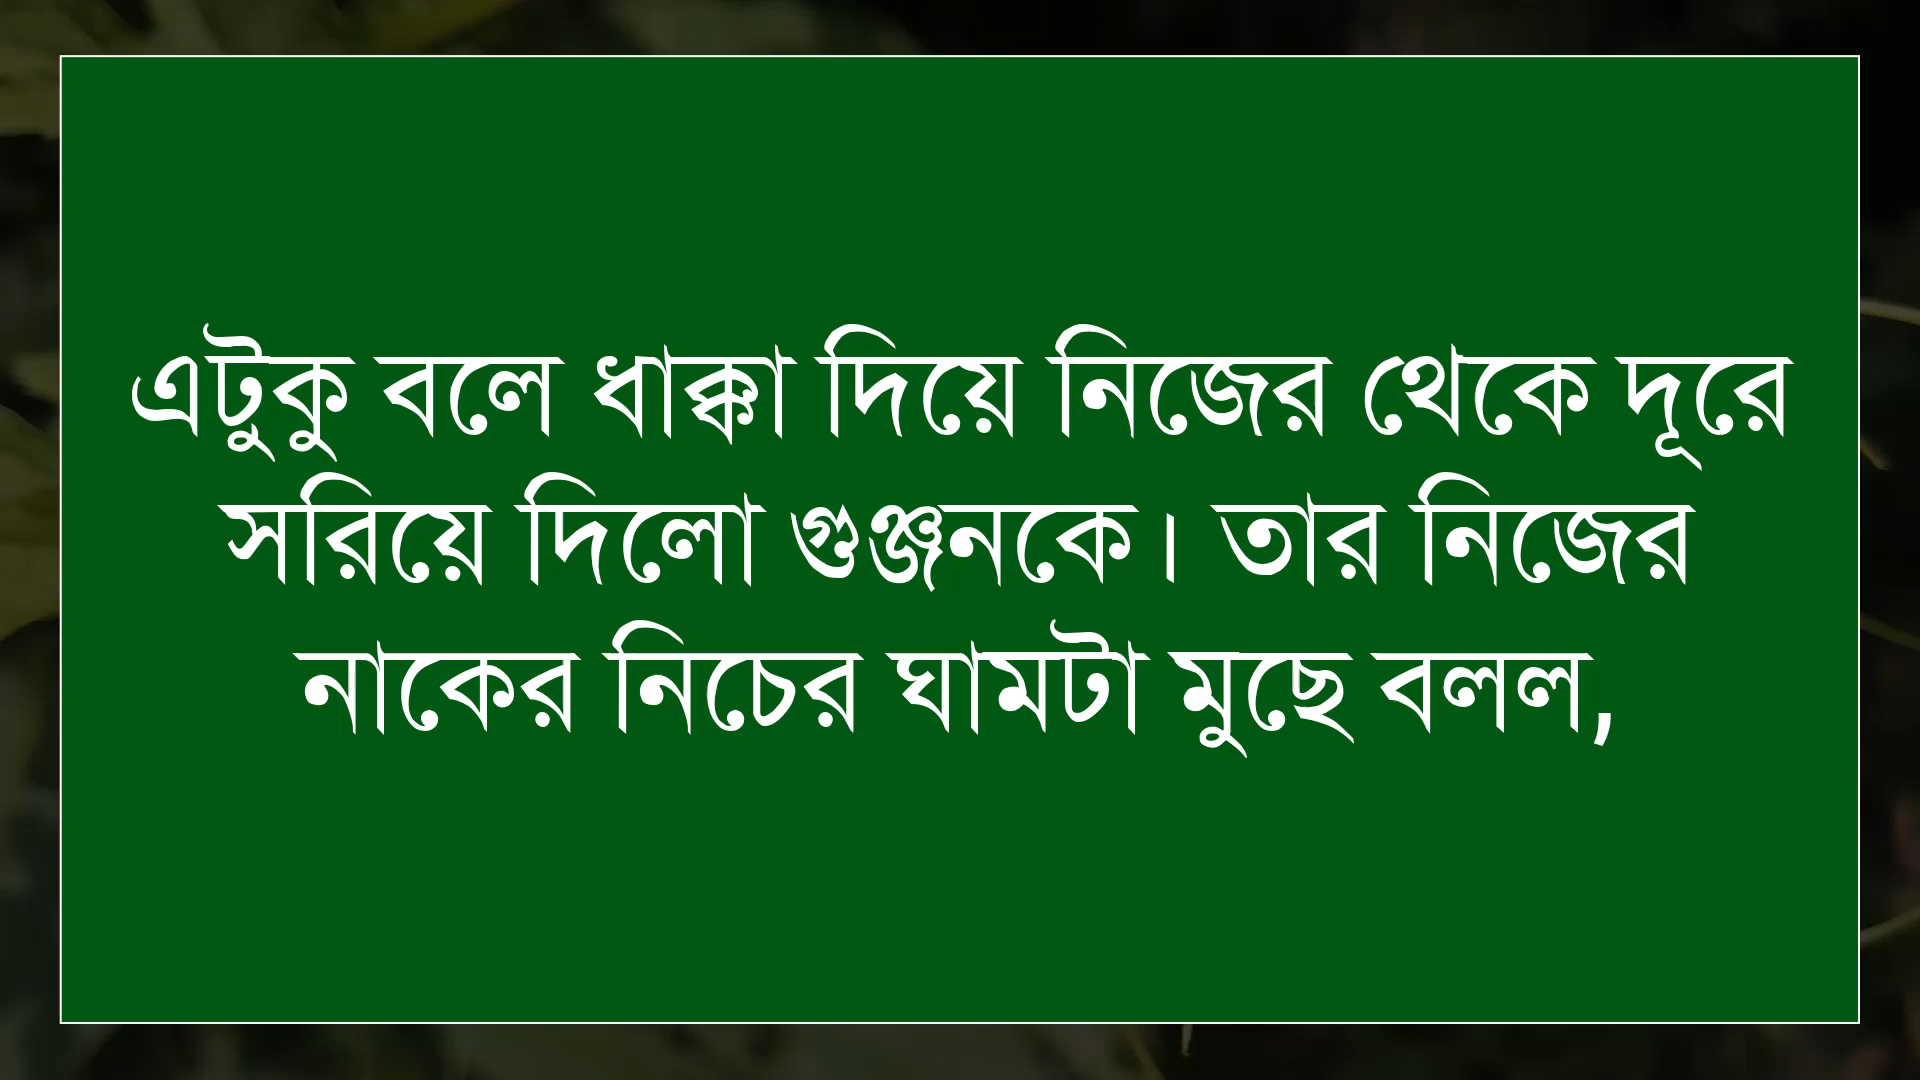 এটুকু বলে ধাক্কা দিয়ে নিজের থেকে দূরে
সরিয়ে দিলো গুঞ্জনকে। তার নিজের
নাকের নিচের ঘামটা মুছে বলল,